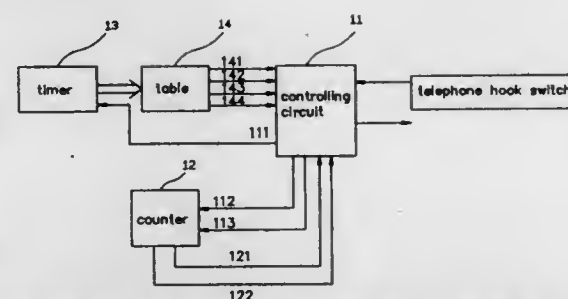 13
14
11
timer
table
141
142
143
144
controlling
circuit
telephone hook switch
111
12
counter
112
113
121
122